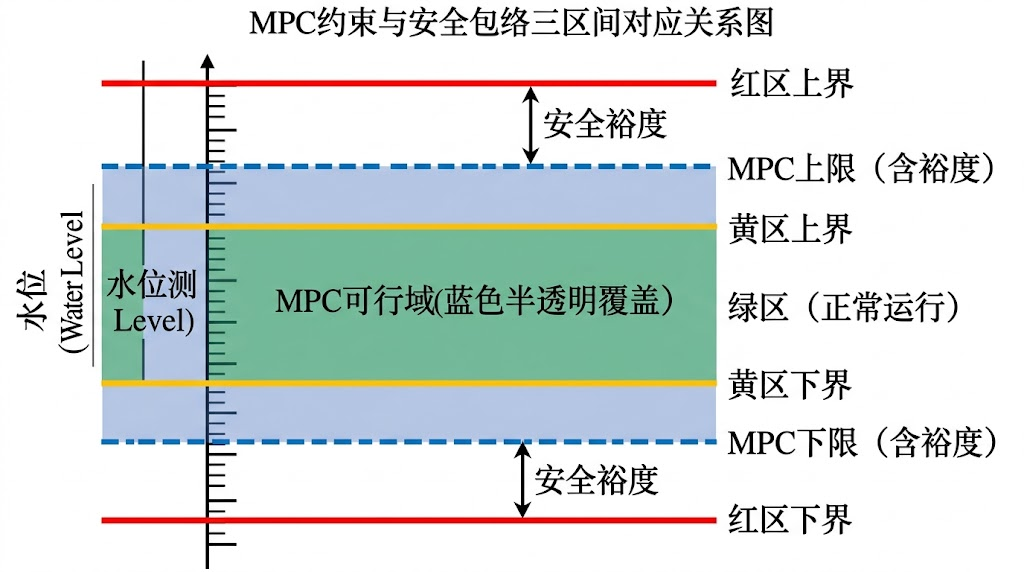 MPC约束与安全包络三区间对应关系图
红区上界
安全裕度
MPC上限（含裕度）
黄区上界
水位
(Water Level)
水位测
Level)
MPC可行域(蓝色半透明覆盖）
绿区（正常运行）
黄区下界
MPC下限（含裕度）
安全裕度
红区下界